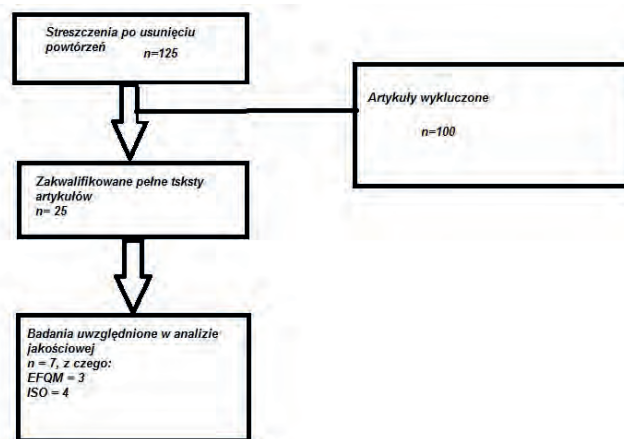 Streszczenia po usunięciu
powtórzeń n=125
Artykuły wykluczone
n=100
Zakwalifikowane pełne tsksty
artykułów
n= 25
Badania uwzględnione w analizie
jakościowej
n = 7, z czego:
EFQM = 3
ISO = 4